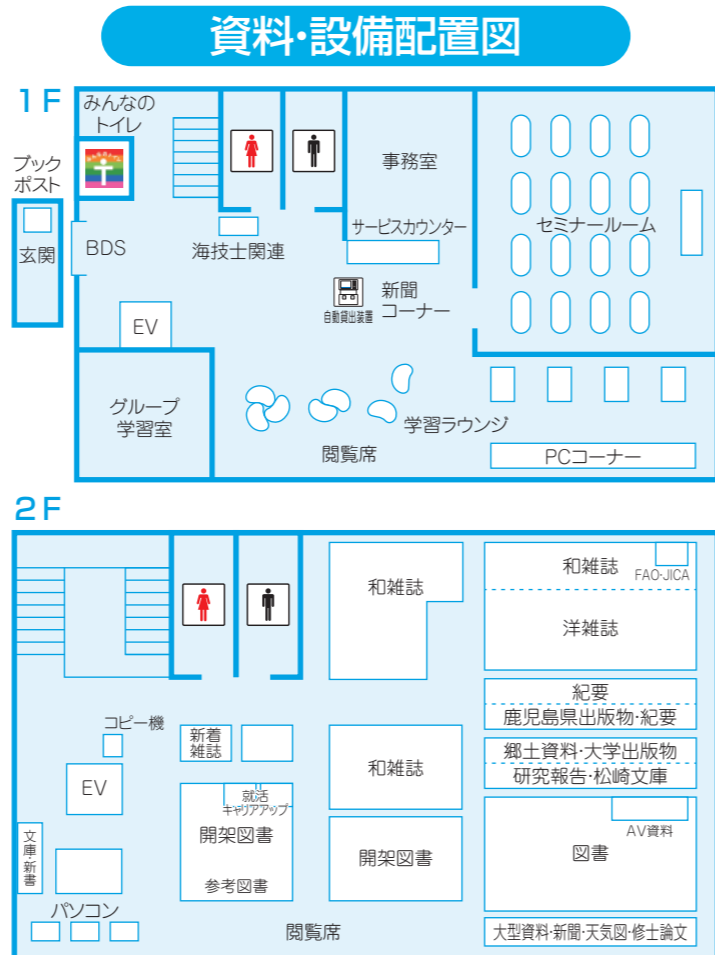 資料・設備配置図
1F
みんなの
トイレ
ブック
ポスト
玄関
BDS
海技士関連
事務室
サービスカウンター
セミナールーム
自動貸出装置
新聞
コーナー
EV
グループ
学習室
学習ラウンジ
閲覧席
PCコーナー
2F
和雑誌
和雑誌
FAO・JICA
洋雑誌
紀要
鹿児島県出版物・紀要
コピー機
新着
雑誌
和雑誌
郷土資料・大学出版物
研究報告・松崎文庫
EV
就活
キャリアアップ
開架図書
参考図書
開架図書
AV資料
図書
文庫・新書
パソコン
閲覧席
大型資料・新聞・天気図・修士論文